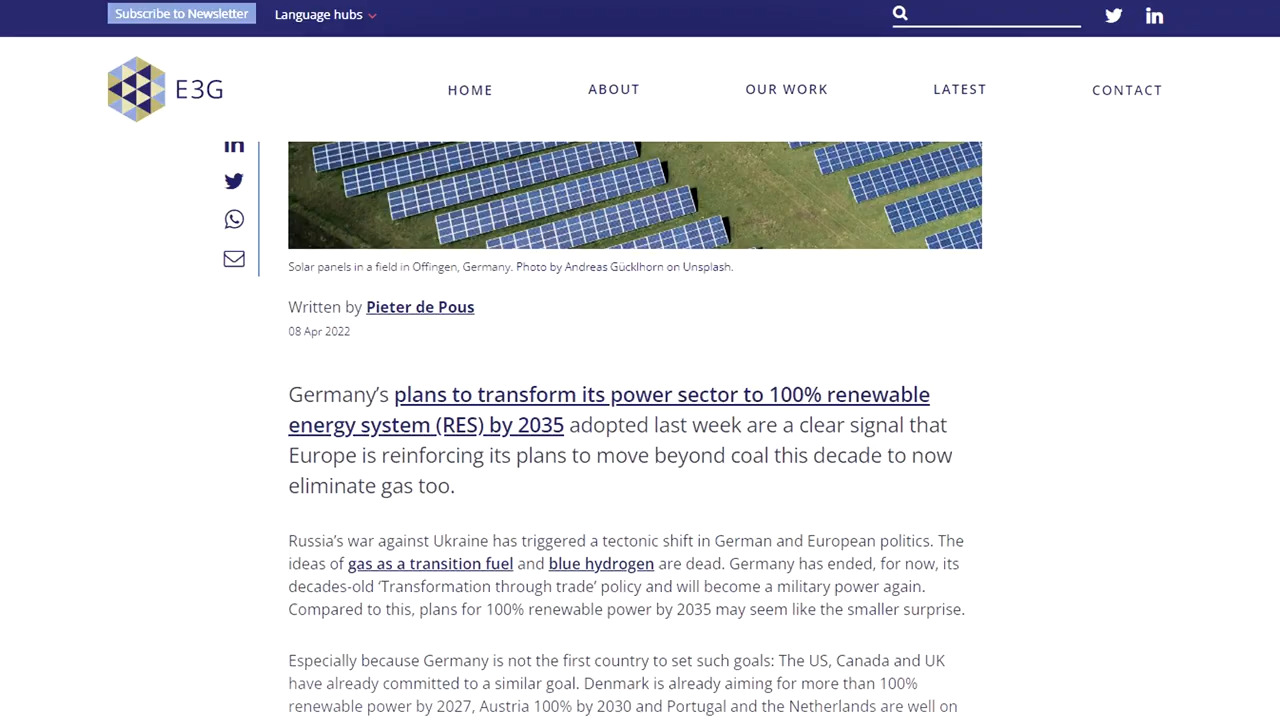 Subscribe to Newsletter
Language hubs
E3G
HOME
ABOUT
OUR WORK
LATEST
CONTACT
Solar panels in a field in Offingen, Germany. Photo by Andreas Gücklhorn on Unsplash.
Written by Pieter de Pous
08 Apr 2022
Germany’s plans to transform its power sector to 100% renewable
energy system (RES) by 2035 adopted last week are a clear signal that
Europe is reinforcing its plans to move beyond coal this decade to now
eliminate gas too.
Russia’s war against Ukraine has triggered a tectonic shift in German and European politics. The
ideas of gas as a transition fuel and blue hydrogen are dead. Germany has ended, for now, its
decades-old ‘Transformation through trade’ policy and will become a military power again.
Compared to this, plans for 100% renewable power by 2035 may seem like the smaller surprise.
Especially because Germany is not the first country to set such goals: The US, Canada and UK
have already committed to a similar goal. Denmark is already aiming for more than 100%
renewable power by 2027, Austria 100% by 2030 and Portugal and the Netherlands are well on